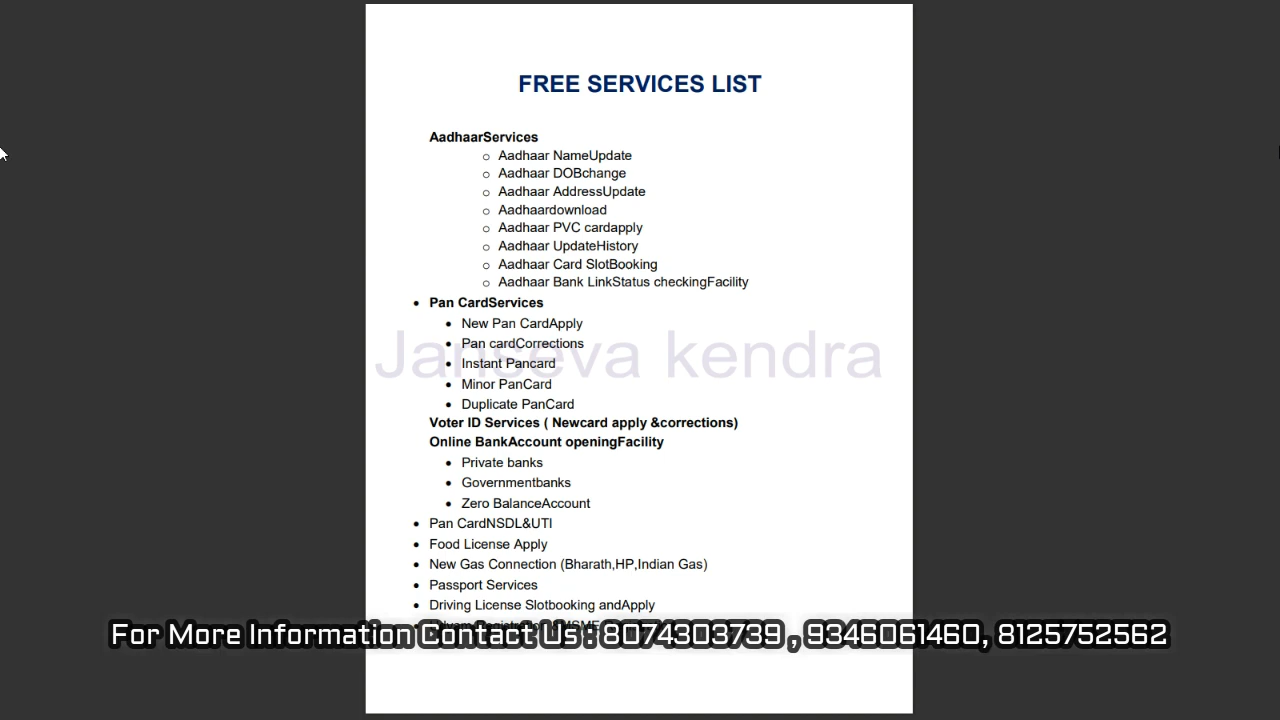 FREE SERVICES LIST
AadhaarServices
Aadhaar NameUpdate
Aadhaar DOBchange
Aadhaar AddressUpdate
Aadhaardownload
Aadhaar PVC cardapply
Aadhaar UpdateHistory
Aadhaar Card SlotBooking
Aadhaar Bank LinkStatus checkingFacility
Pan CardServices
New Pan CardApply
Pan cardCorrections
Janseva kendra
Instant Pancard
Minor PanCard
Duplicate PanCard
Voter ID Services ( Newcard apply &corrections)
Online BankAccount openingFacility
Private banks
Governmentbanks
Zero BalanceAccount
Pan CardNSDL&UTI
Food License Apply
New Gas Connection (Bharath,HP,Indian Gas)
Passport Services
Driving License Slotbooking andApply
For More Information Contact Us : 8074303739 , 9346061460, 8125752562